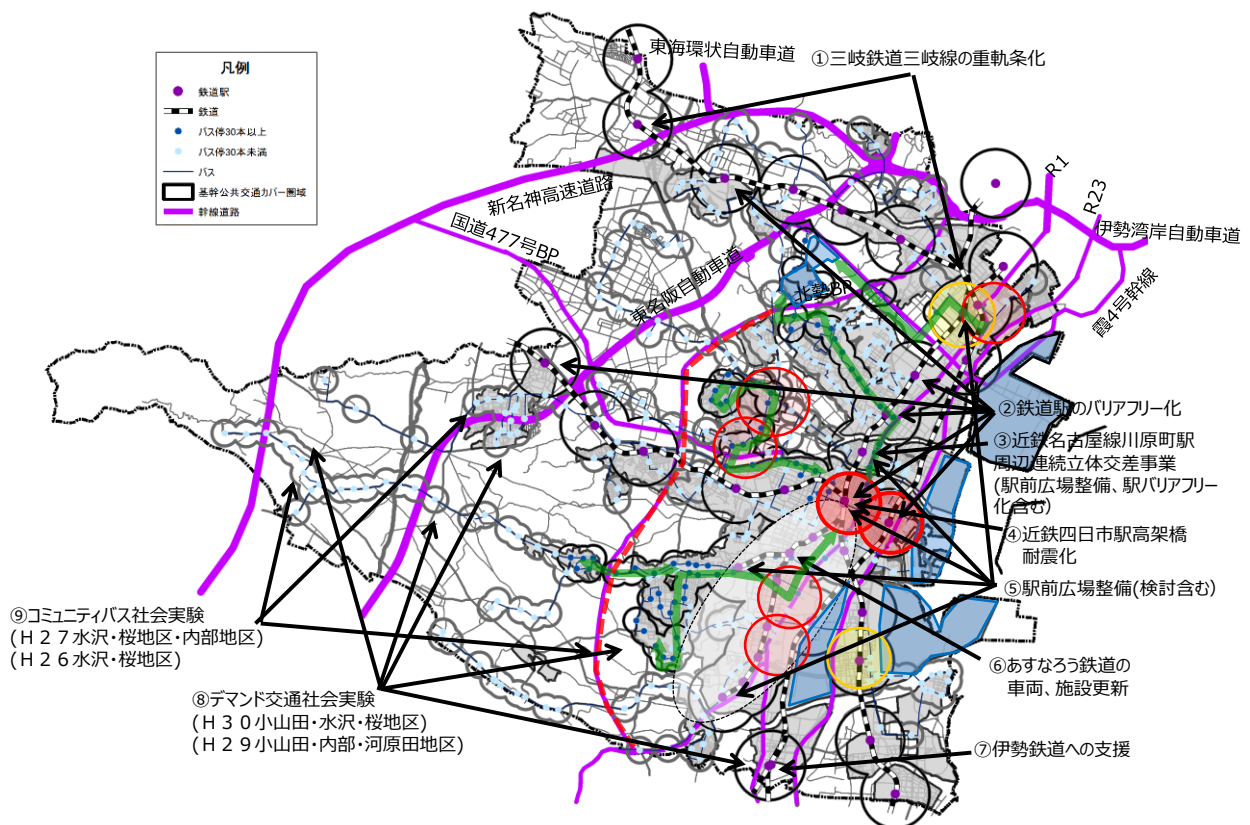 凡例
鉄道駅
鉄道
バス停30本以上
バス停30本未満
バス
基幹公共交通カバー圏域
幹線道路
東海環状自動車道
①三岐鉄道三岐線の重軌条化
新名神高速道路
国道477号BP
東名阪自動車道
北勢BP
R1
R23
伊勢湾岸自動車道
霞4号幹線
②鉄道駅のバリアフリー化
③近鉄名古屋線川原町駅
周辺連続立体交差事業
(駅前広場整備、駅バリアフリー
化含む)
④近鉄四日市駅高架橋
耐震化
⑤駅前広場整備(検討含む)
⑥あすなろう鉄道の
車両、施設更新
⑦伊勢鉄道への支援
⑨コミュニティバス社会実験
(H27水沢・桜地区・内部地区)
(H26水沢・桜地区)
⑧デマンド交通社会実験
(H30小山田・水沢・桜地区)
(H29小山田・内部・河原田地区)